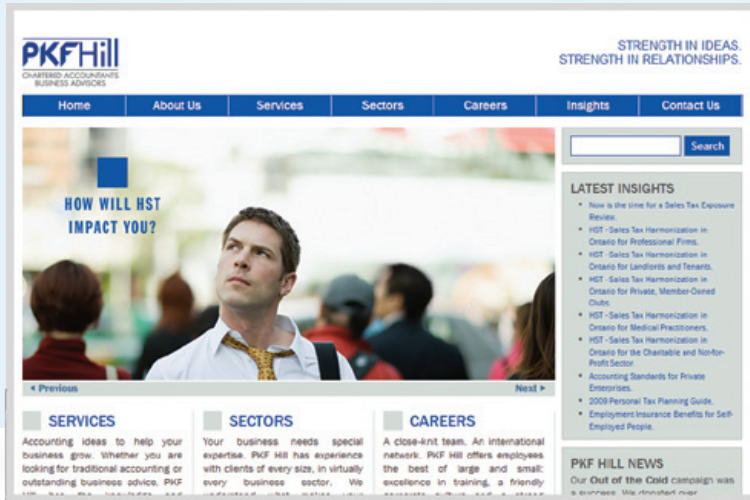 PKFHill
CHARTERED ACCOUNTANTS
BUSINESS ADVISORS
STRENGTH IN IDEAS.
STRENGTH IN RELATIONSHIPS.
Home About Us Services Sectors Careers Insights Contact Us
HOW WILL HST
IMPACT YOU?
Previous Next
Search
LATEST INSIGHTS
Now is the time for a Sales Tax Exposure
Review.
HST - Sales Tax Harmonization in
Ontario for Professional Firms.
HST - Sales Tax Harmonization in
Ontario for Landlords and Tenants.
HST - Sales Tax Harmonization in
Ontario for Private, Member-Owned
Clubs.
HST - Sales Tax Harmonization in
Ontario for Medical Practitioners.
HST - Sales Tax Harmonization in
Ontario for the Charitable and Not-for-
Profit Sector.
Accounting Standards for Private
Enterprises.
2009 Personal Tax Planning Guide.
Employment Insurance Benefits for Self-
Employed People.
PKF HILL NEWS
Our Out of the Cold campaign was
SERVICES
Accounting ideas to help your
business grow. Whether you are
looking for traditional accounting or
outstanding business advice, PKF
SECTORS
Your business needs special
expertise. PKF Hill has experience
with clients of every size, in virtually
every business sector. We
CAREERS
A close-knit team. An international
network. PKF Hill offers employees
the best of large and small:
excellence in training, a friendly